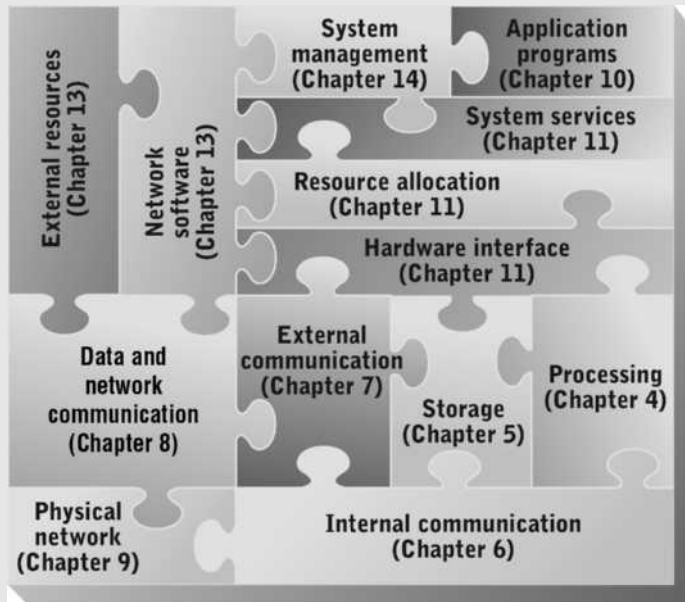 External resources
(Chapter 13)
Network
software
(Chapter 13)
System
management
(Chapter 14)
Application
programs
(Chapter 10)
System services
(Chapter 11)
Resource allocation
(Chapter 11)
Hardware interface
(Chapter 11)
Data and
network
communication
(Chapter 8)
External
communication
(Chapter 7)
Storage
(Chapter 5)
Processing
(Chapter 4)
Physical
network
(Chapter 9)
Internal communication
(Chapter 6)